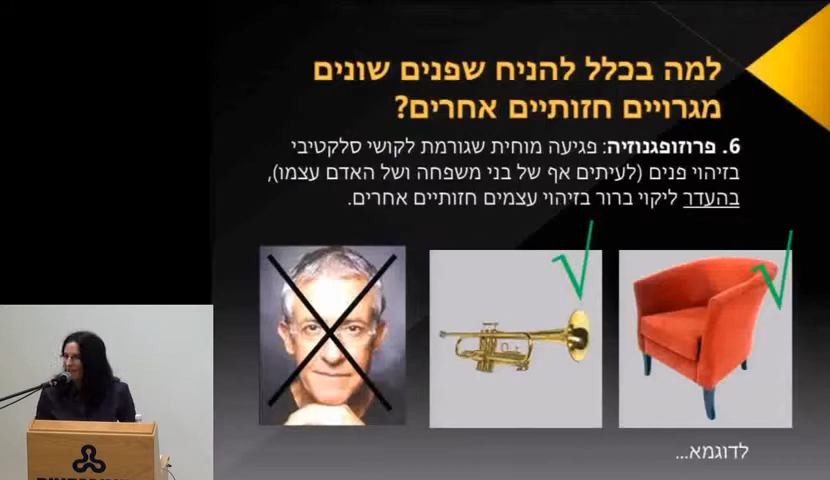 למה בכלל להניח שפנים שונים
מגרויים חזותיים אחרים?
6. פרוזופגנוזיה: פגיעה מוחית שגורמת לקושי סלקטיבי
בזיהוי פנים (לעיתים אף של בני משפחה ושל האדם עצמו),
בהעדר ליקוי ברור בזיהוי עצמים חזותיים אחרים.
לדוגמא...